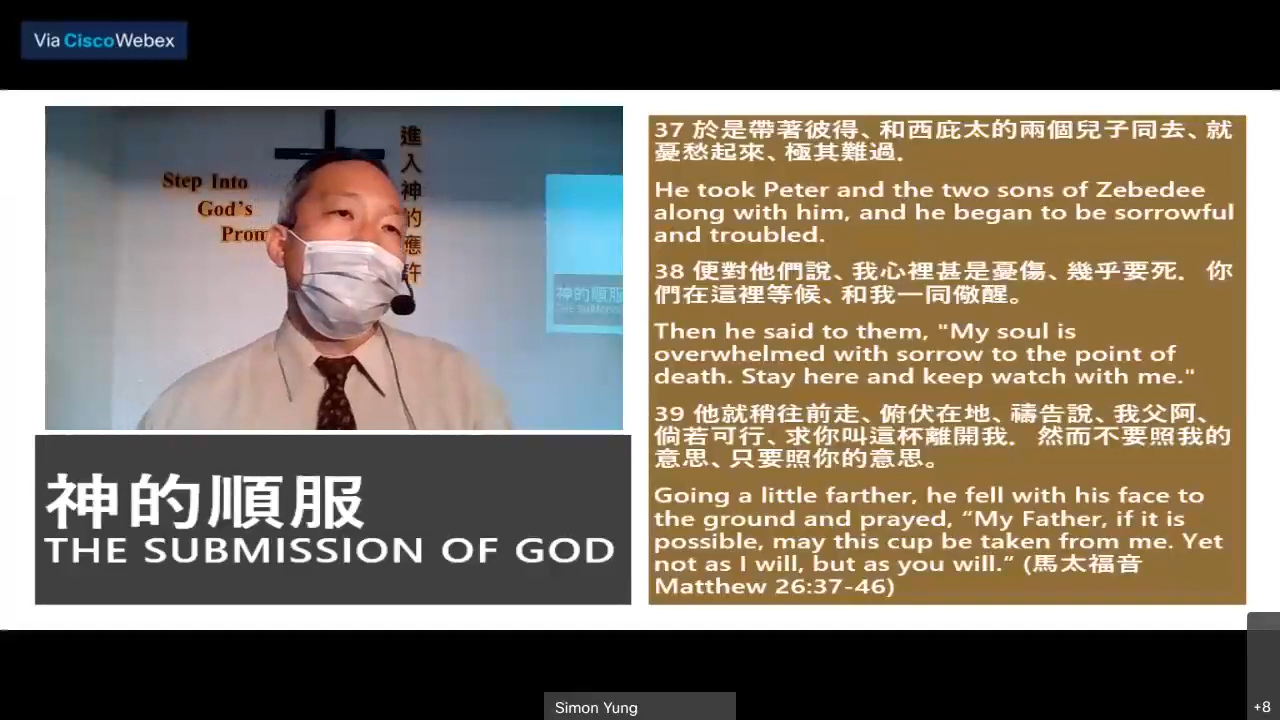 Via CiscoWebex
Step Into
God's
Prom
進入神的應許
神的順服
神的順服
THE SUBMISSION OF GOD
37 於是帶著彼得、和西庇太的兩個兒子同去、就
憂愁起來、極其難過．
He took Peter and the two sons of Zebedee
along with him, and he began to be sorrowful
and troubled.
38 便對他們說、我心裡甚是憂傷、幾乎要死． 你
們在這裡等候、和我一同儆醒。
Then he said to them, "My soul is
overwhelmed with sorrow to the point of
death. Stay here and keep watch with me."
39 他就稍往前走、俯伏在地、禱告說、我父阿、
倘若可行、求你叫這杯離開我． 然而不要照我的
意思、只要照你的意思。
Going a little farther, he fell with his face to
the ground and prayed, “My Father, if it is
possible, may this cup be taken from me. Yet
not as I will, but as you will.“ (馬太福音
Matthew 26:37-46)
Simon Yung
+8